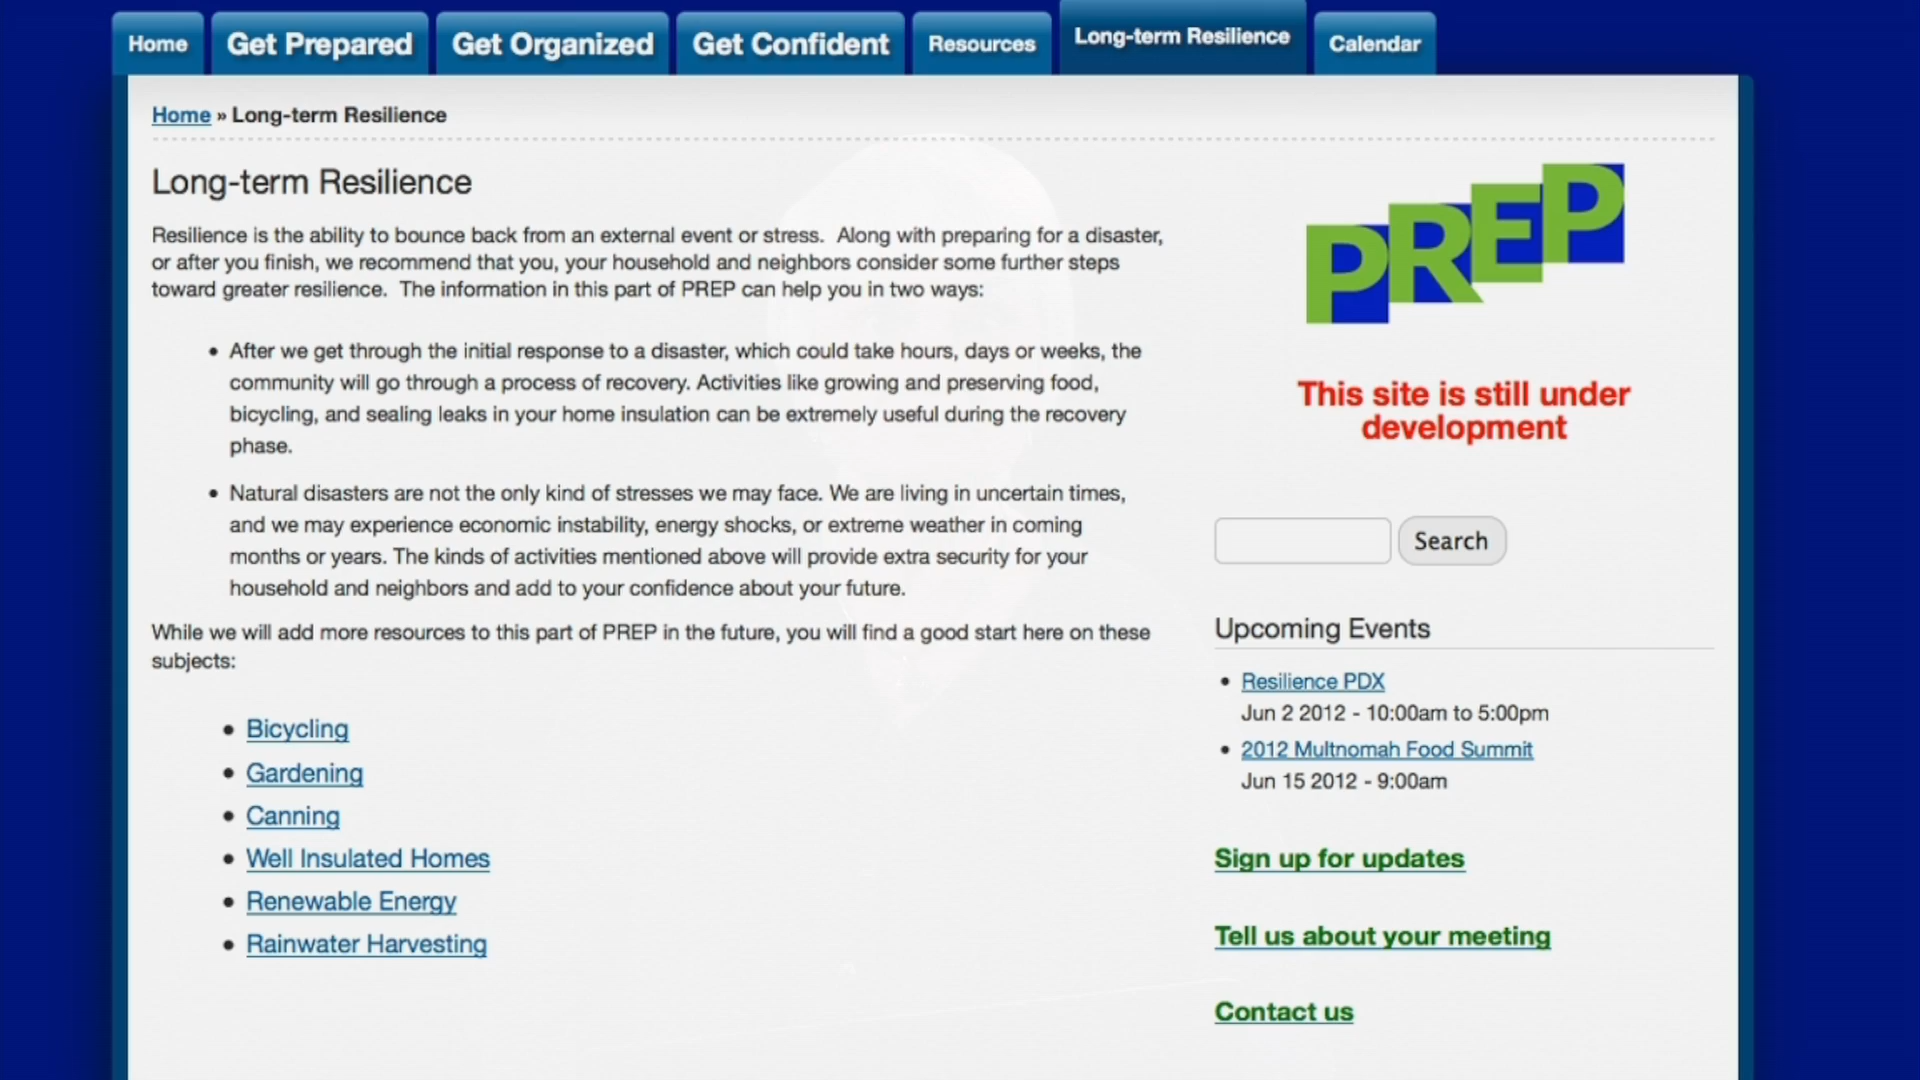 Home
Get Prepared
Get Organized
Get Confident
Resources
Long-term Resilience
Calendar
Home » Long-term Resilience
Long-term Resilience
Resilience is the ability to bounce back from an external event or stress.  Along with preparing for a disaster,
or after you finish, we recommend that you, your household and neighbors consider some further steps
toward greater resilience.  The information in this part of PREP can help you in two ways:
• After we get through the initial response to a disaster, which could take hours, days or weeks, the
community will go through a process of recovery. Activities like growing and preserving food,
bicycling, and sealing leaks in your home insulation can be extremely useful during the recovery
phase.
• Natural disasters are not the only kind of stresses we may face. We are living in uncertain times,
and we may experience economic instability, energy shocks, or extreme weather in coming
months or years. The kinds of activities mentioned above will provide extra security for your
household and neighbors and add to your confidence about your future.
While we will add more resources to this part of PREP in the future, you will find a good start here on these
subjects:
• Bicycling
• Gardening
• Canning
• Well Insulated Homes
• Renewable Energy
• Rainwater Harvesting
PREP
This site is still under
development
Search
Upcoming Events
• Resilience PDX
Jun 2 2012 - 10:00am to 5:00pm
• 2012 Multnomah Food Summit
Jun 15 2012 - 9:00am
Sign up for updates
Tell us about your meeting
Contact us